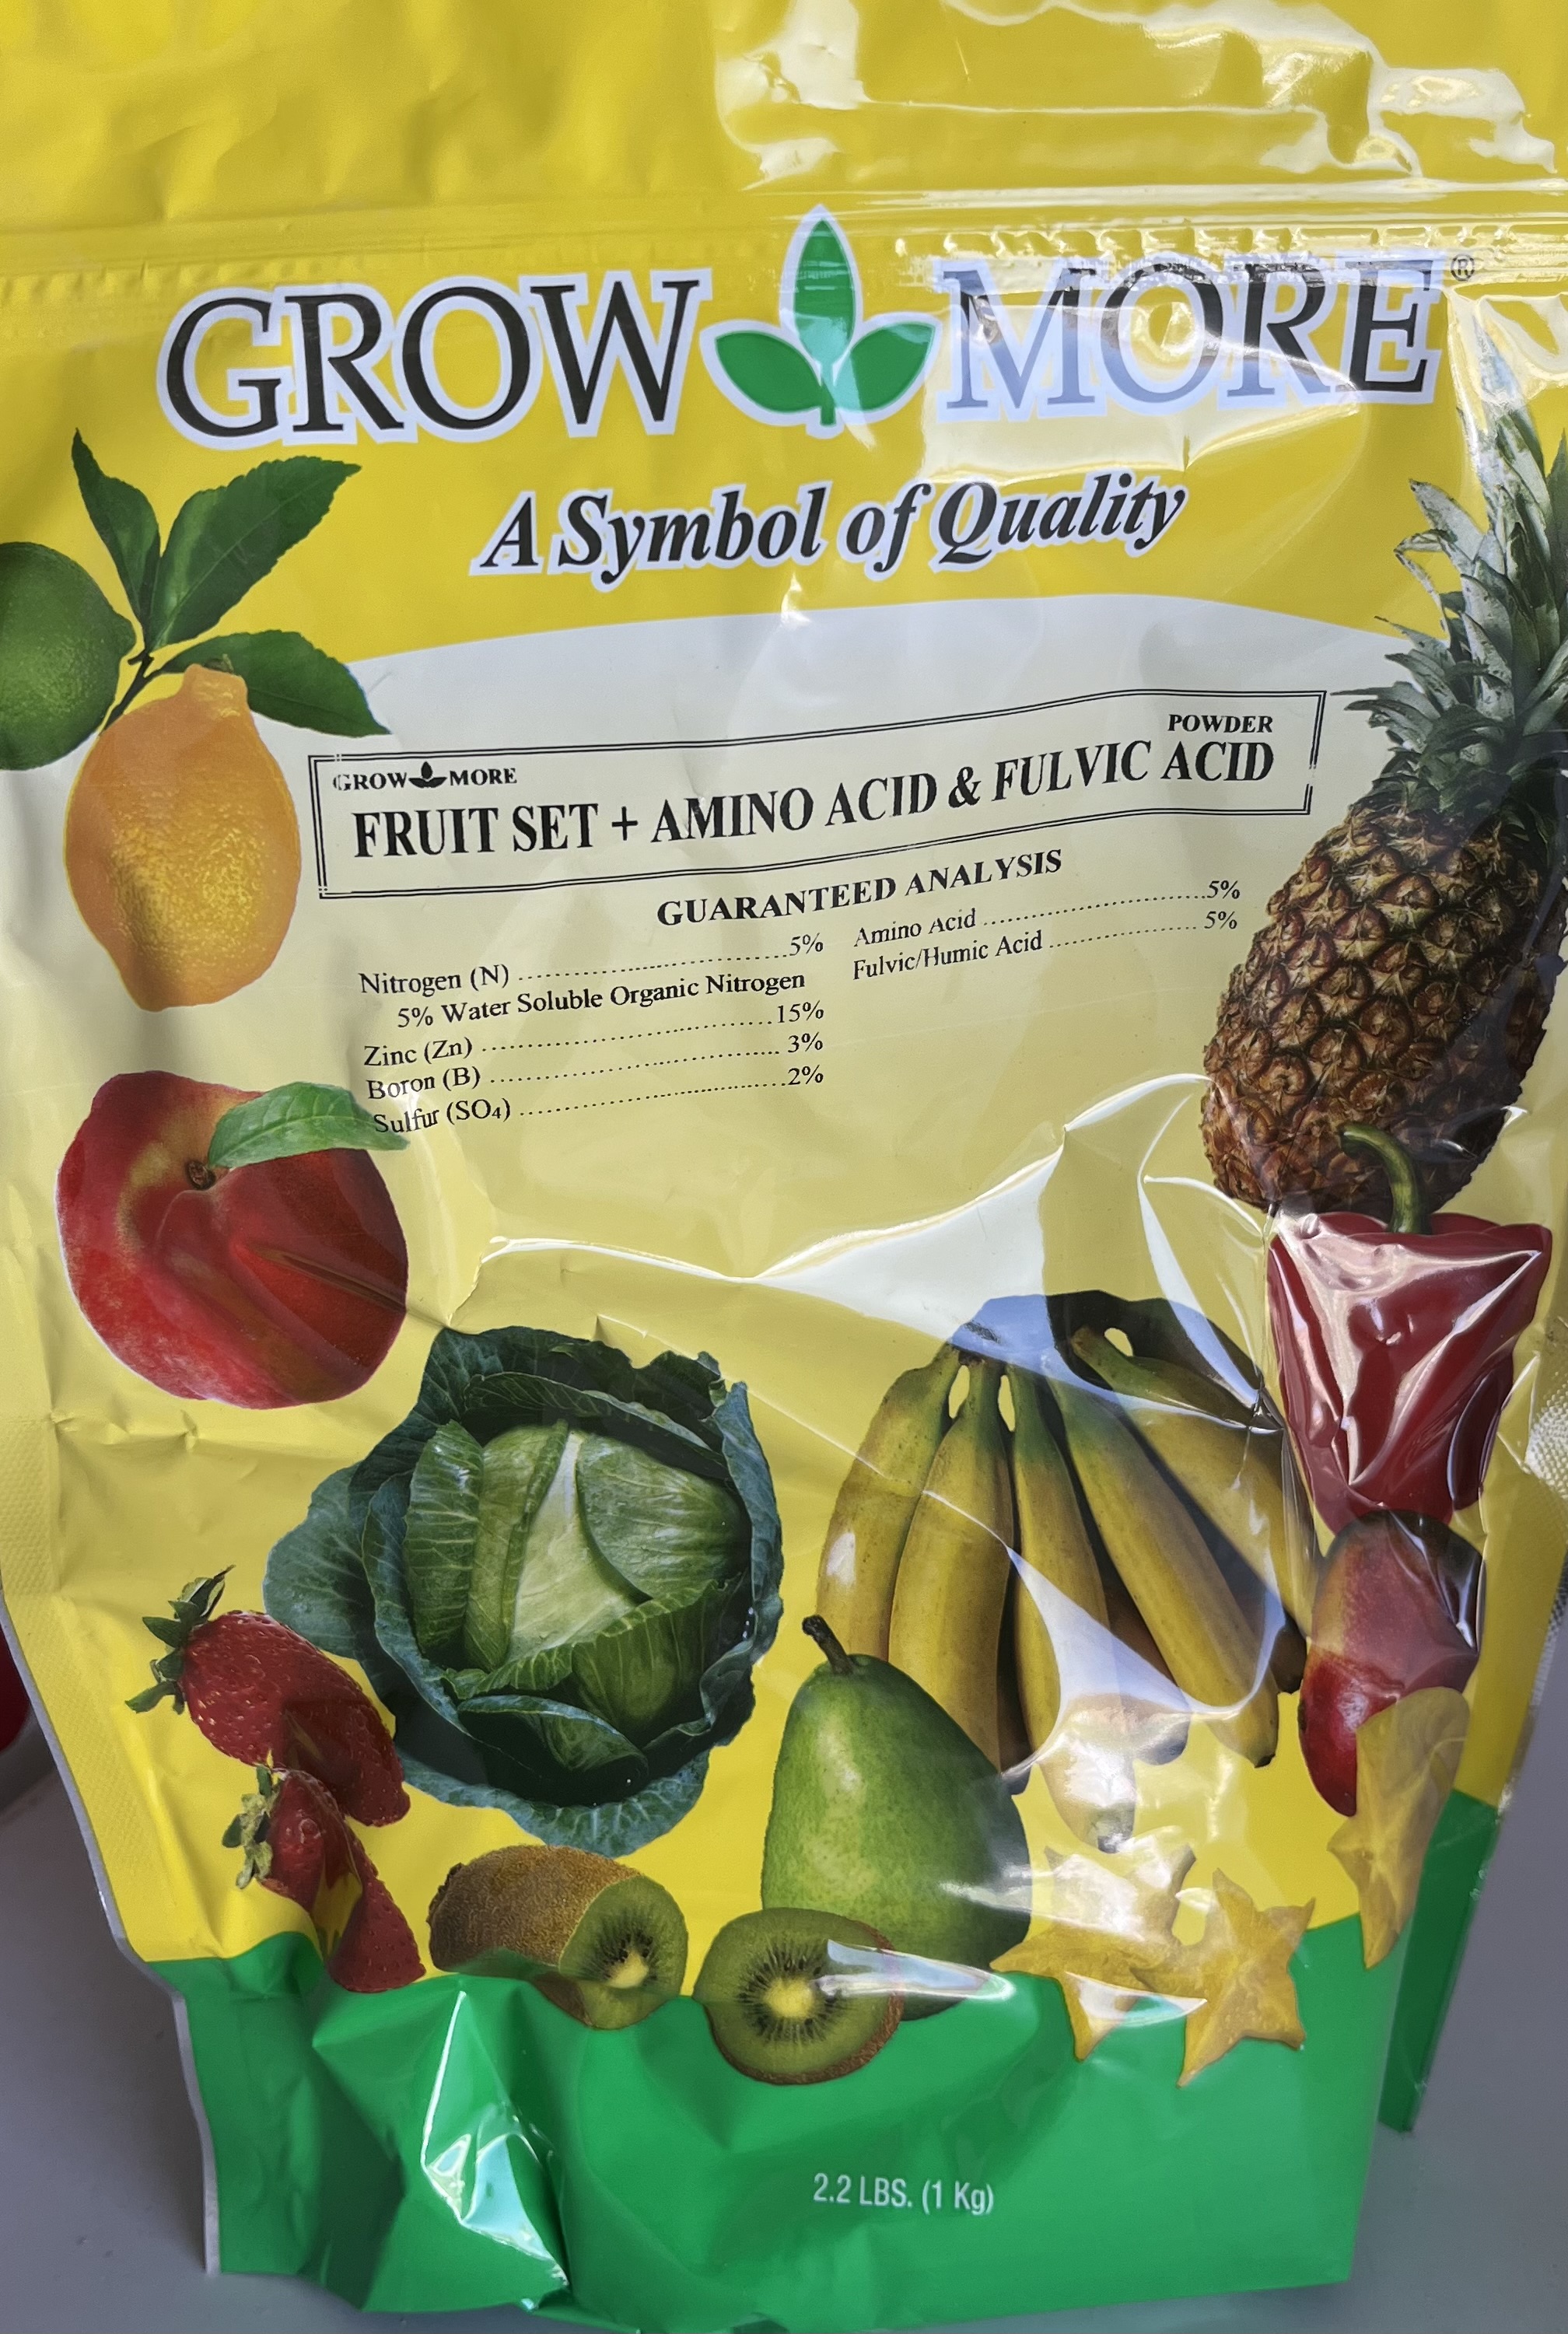 GROW MORE®
A Symbol of Quality
GROW MORE
POWDER
FRUIT SET + AMINO ACID & FULVIC ACID
GUARANTEED ANALYSIS
Nitrogen (N) ........................................5%
5% Water Soluble Organic Nitrogen
Zinc (Zn) ...........................................15%
Boron (B) .......................................... 3%
Sulfur (SO₄) .......................................2%
Amino Acid ..................................5%
Fulvic/Humic Acid ...................... 5%
2.2 LBS. (1 Kg)